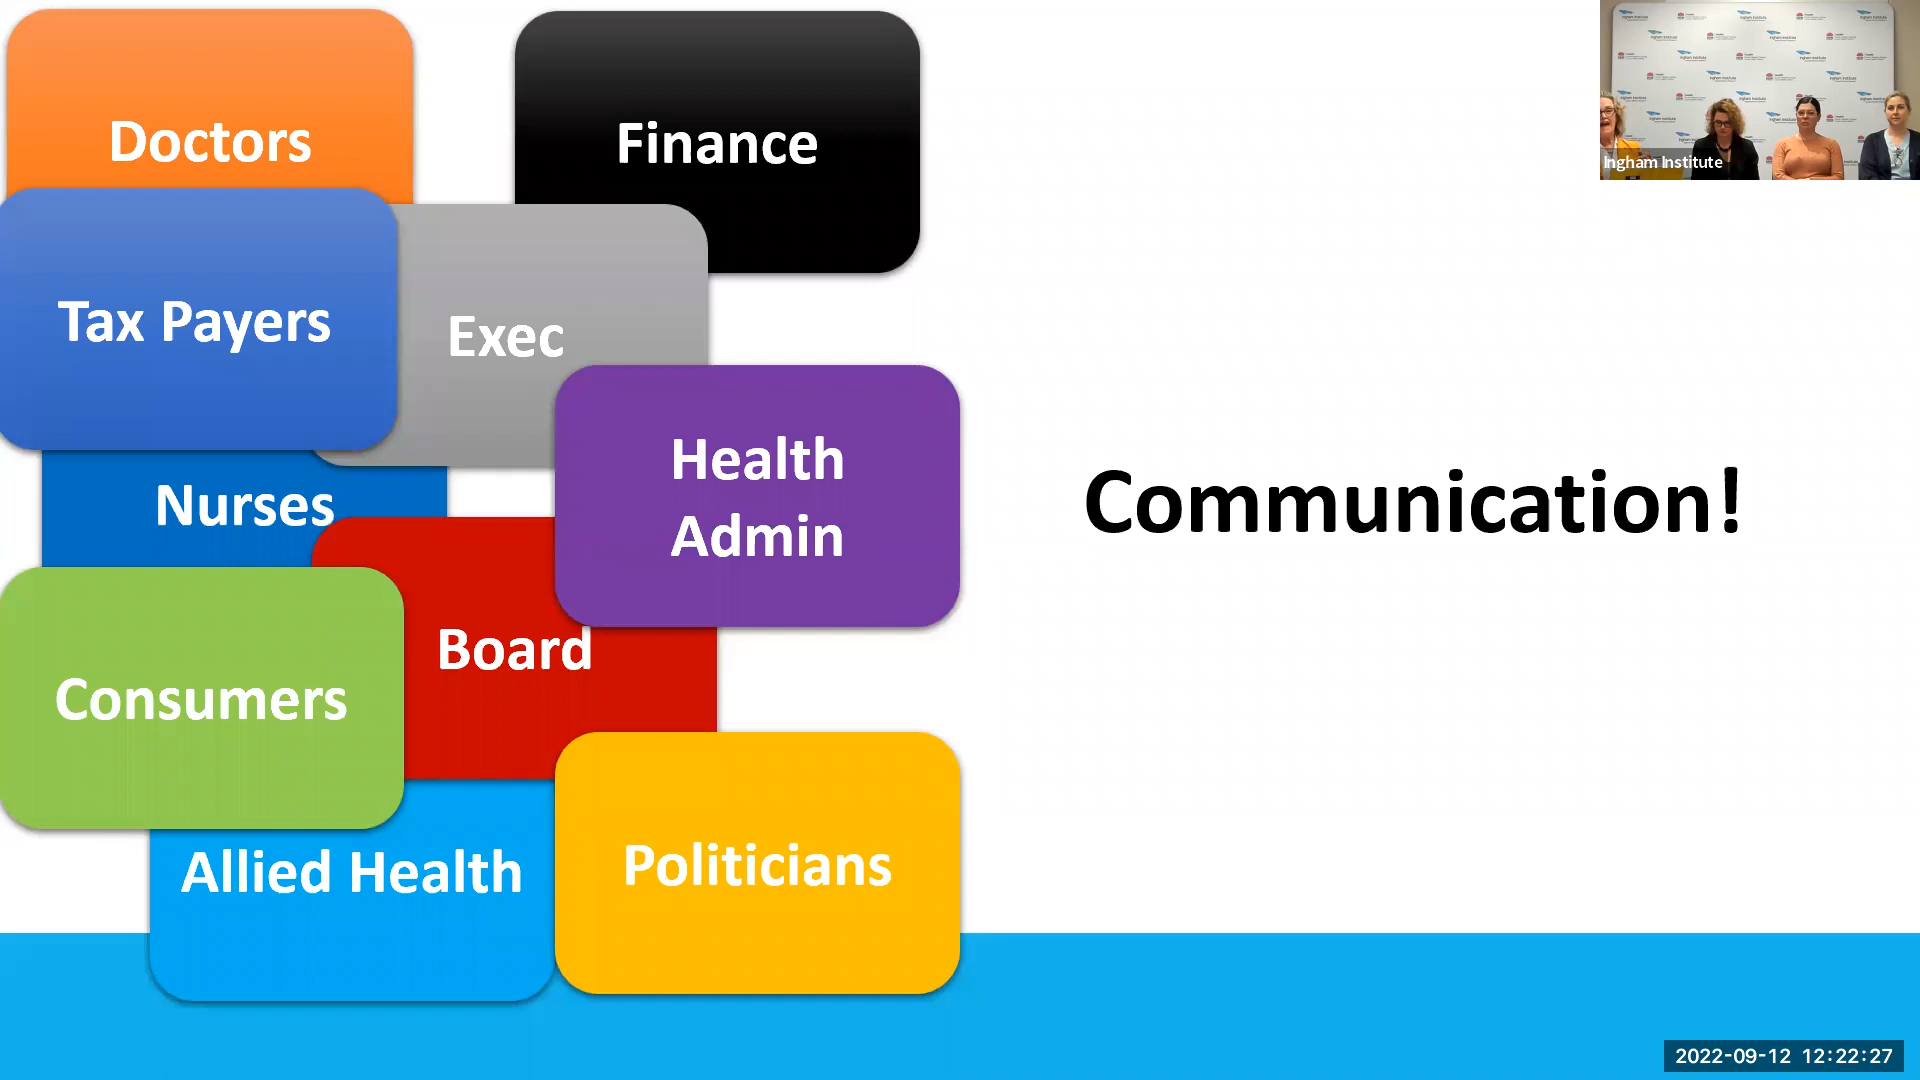 Doctors
Finance
Tax Payers
Exec
Health
Admin
Nurses
Board
Consumers
Allied Health
Politicians
Communication!
Ingham Institute
2022-09-12 12:22:27